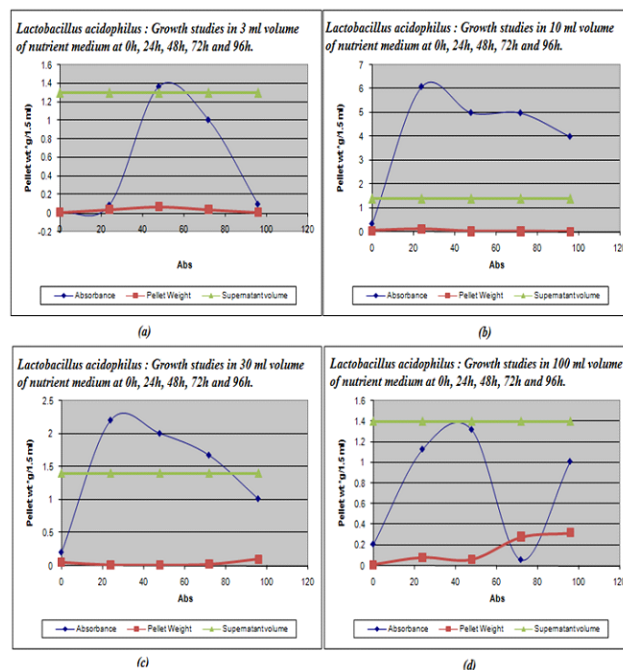 Lactobacillus acidophilus : Growth studies in 3 ml volume
of nutrient medium at 0h, 24h, 48h, 72h and 96h.
1.6
1.4
1.2
1
0.8
0.6
0.4
0.2
0
-0.2
Pellet wt *g/1.5 ml)
0 20 40 60 80 100 120
Abs
Absorbance Pellet Weight Supernatant volume
(a)
Lactobacillus acidophilus : Growth studies in 10 ml volume
of nutrient medium at 0h, 24h, 48h, 72h and 96h.
7
6
5
4
3
2
1
0
Pellet wt *g/1.5 ml)
0 20 40 60 80 100 120
Abs
Absorbance Pellet Weight Supernatant volume
(b)
Lactobacillus acidophilus : Growth studies in 30 ml volume
of nutrient medium at 0h, 24h, 48h, 72h and 96h.
2.5
2
1.5
1
0.5
0
Pellet wt *g/1.5 ml)
0 20 40 60 80 100 120
Abs
Absorbance Pellet Weight Supernatant volume
(c)
Lactobacillus acidophilus : Growth studies in 100 ml volume
of nutrient medium at 0h, 24h, 48h, 72h and 96h.
1.6
1.4
1.2
1
0.8
0.6
0.4
0.2
0
Pellet wt *g/1.5 ml)
0 20 40 60 80 100 120
Abs
Absorbance Pellet Weight Supernatant volume
(d)